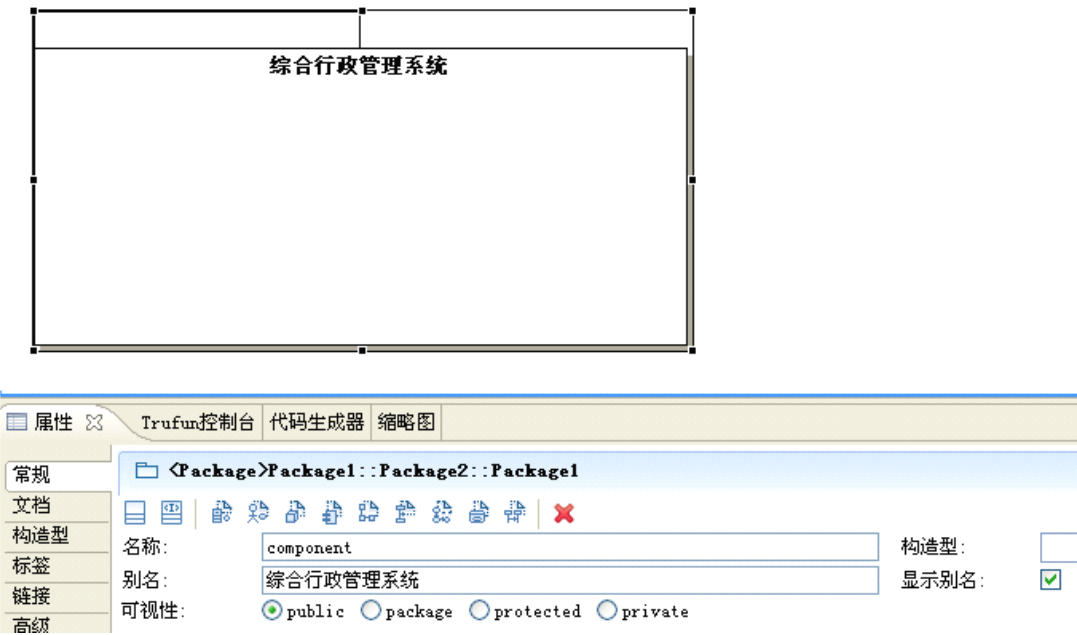 综合行政管理系统
属性 Trufun控制台 代码生成器 缩略图
常规 <Package>Package1::Package2::Package1
文档
构造型
名称: component 构造型:
标签
别名: 综合行政管理系统 显示别名:
链接
可视性: public package protected private
高级